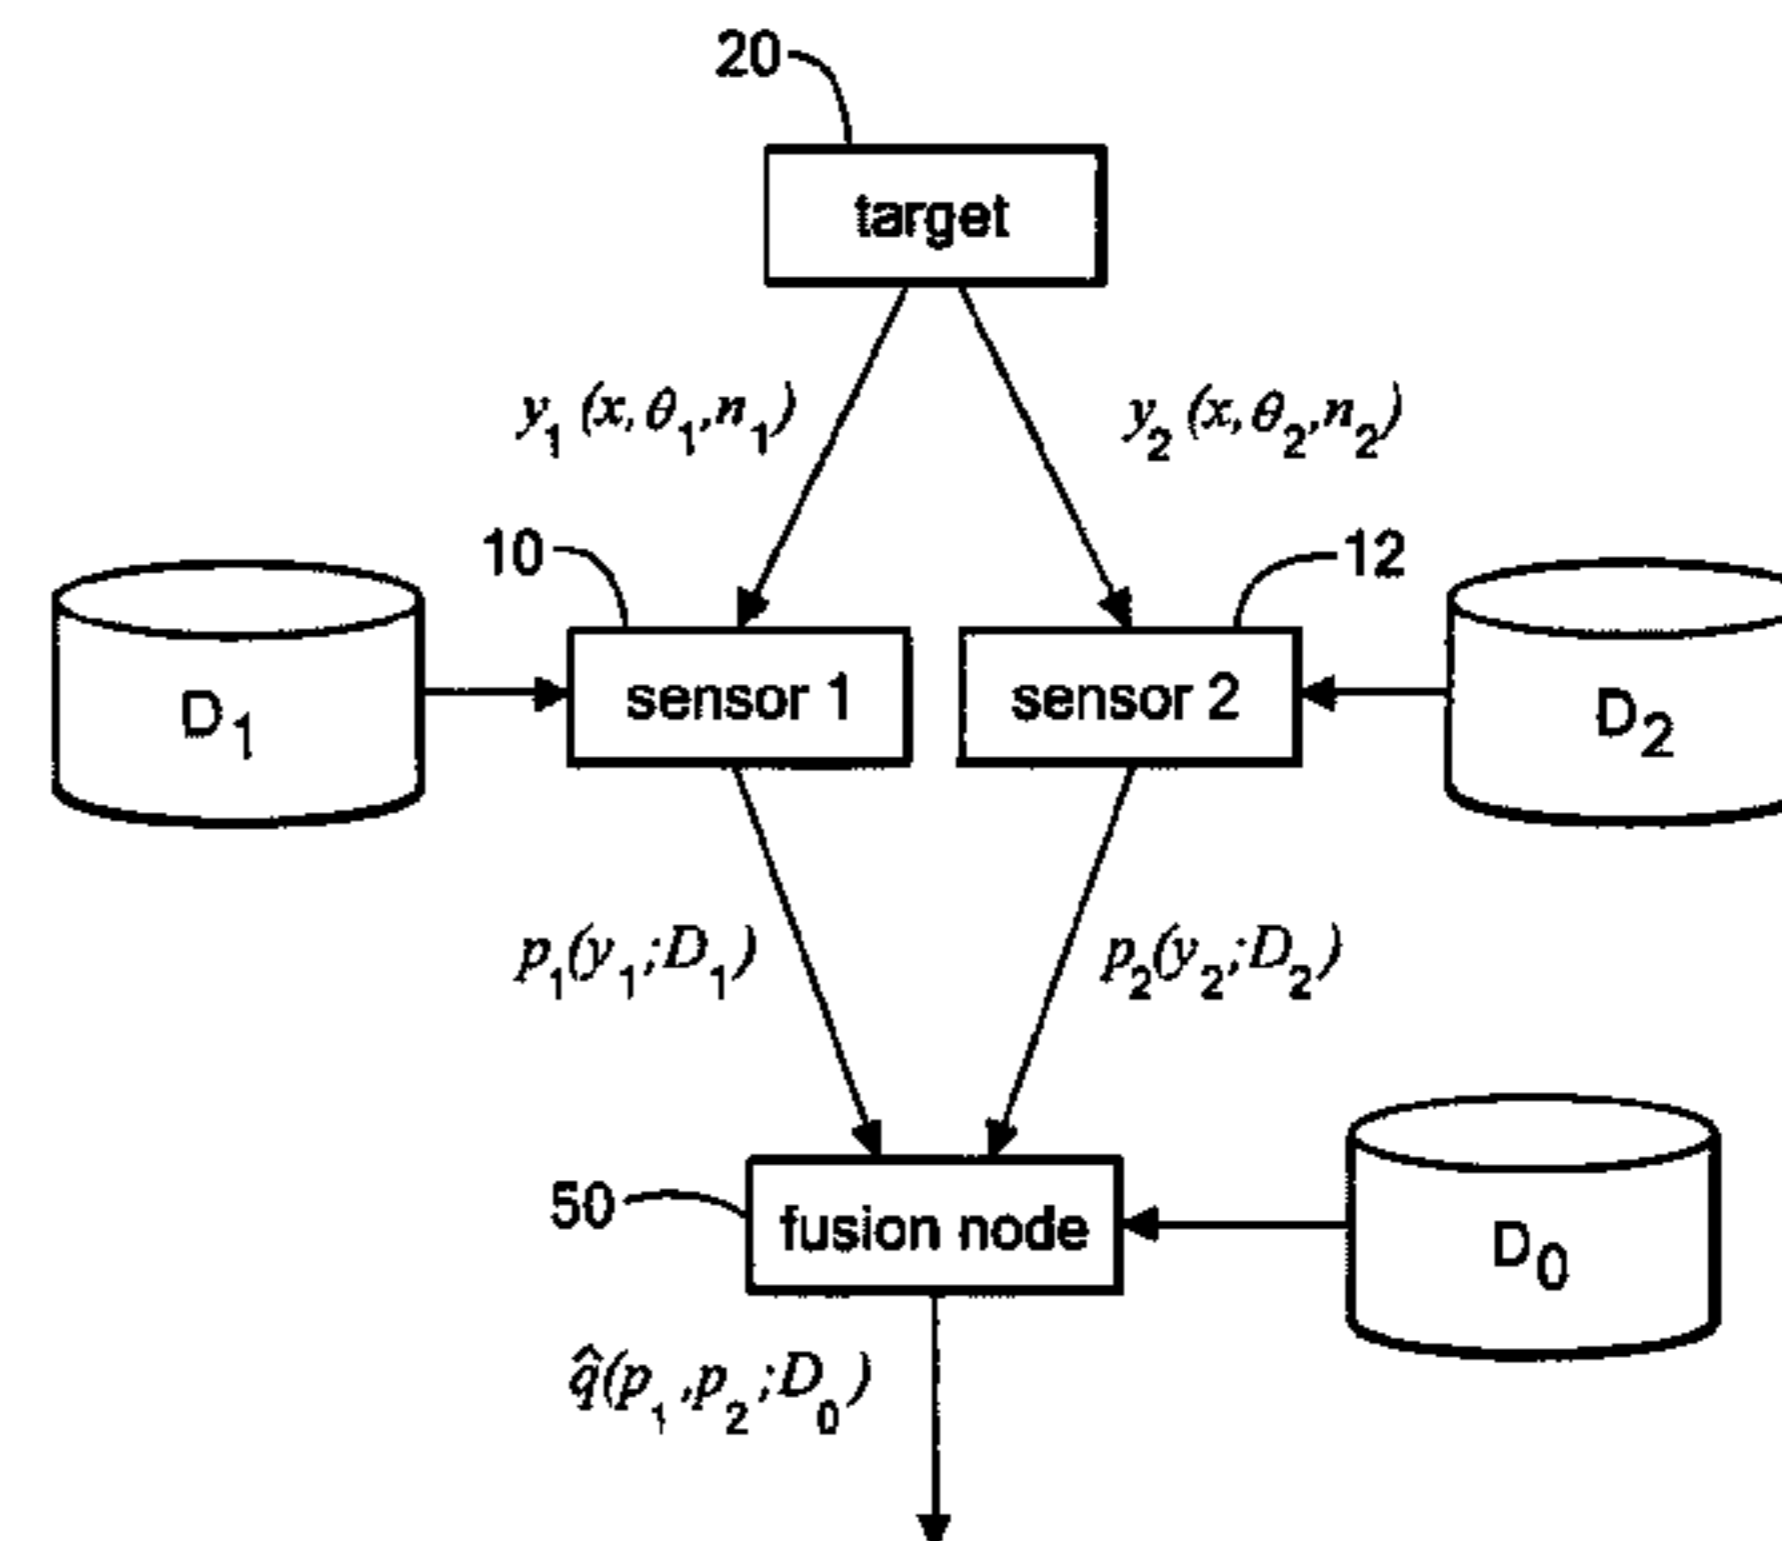 20
target
y₁(x,θ₁,n₁)
y₂(x,θ₂,n₂)
10
12
D₁
sensor 1
sensor 2
D₂
p₁(y₁;D₁)
p₂(y₂;D₂)
50
fusion node
D₀
q̂(p₁,p₂;D₀)